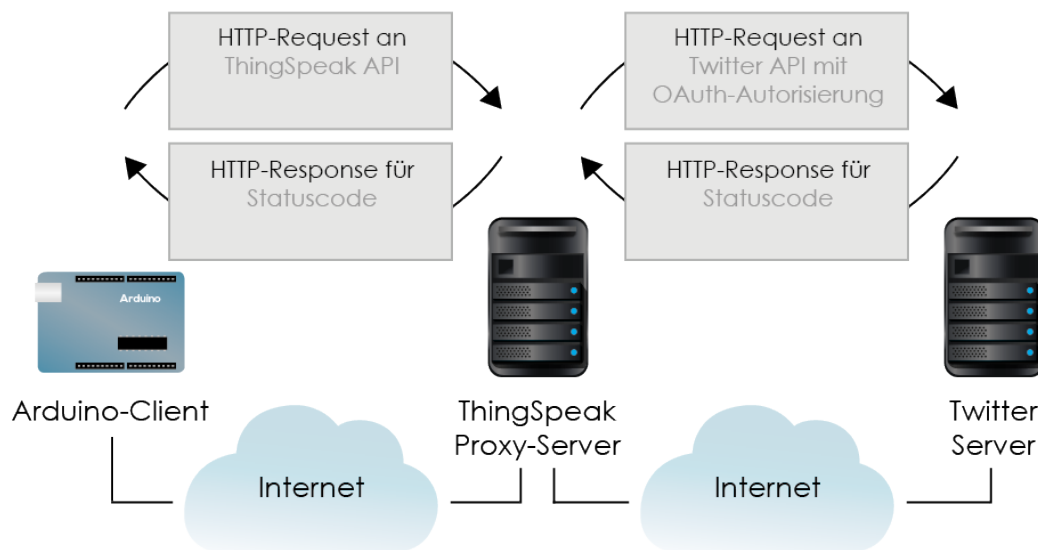 HTTP-Request an
ThingSpeak API
HTTP-Request an
Twitter API mit
OAuth-Autorisierung
HTTP-Response für
Statuscode
HTTP-Response für
Statuscode
Arduino
Arduino-Client
ThingSpeak
Proxy-Server
Twitter
Server
Internet
Internet